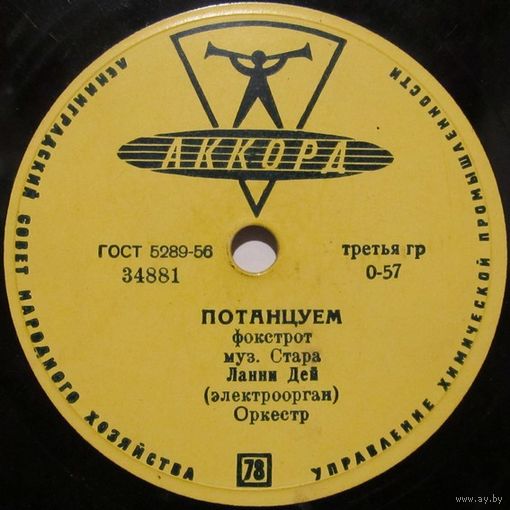 ЛЕНИНГРАДСКИЙ СОВЕТ НАРОДНОГО ХОЗЯЙСТВА
УПРАВЛЕНИЕ ХИМИЧЕСКОЙ ПРОМЫШЛЕННОСТИ
АККОРД
ГОСТ 5289-56
34881
третья гр
0-57
ПОТАНЦУЕМ
фокстрот
муз. Стара
Ланни Дей
(электроорган)
Оркестр
78
www.ay.by